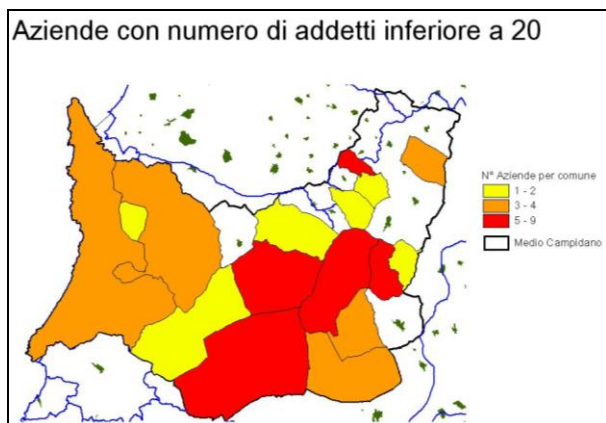 Aziende con numero di addetti inferiore a 20
N° Aziende per comune
1 - 2
3 - 4
5 - 9
Medio Campidano